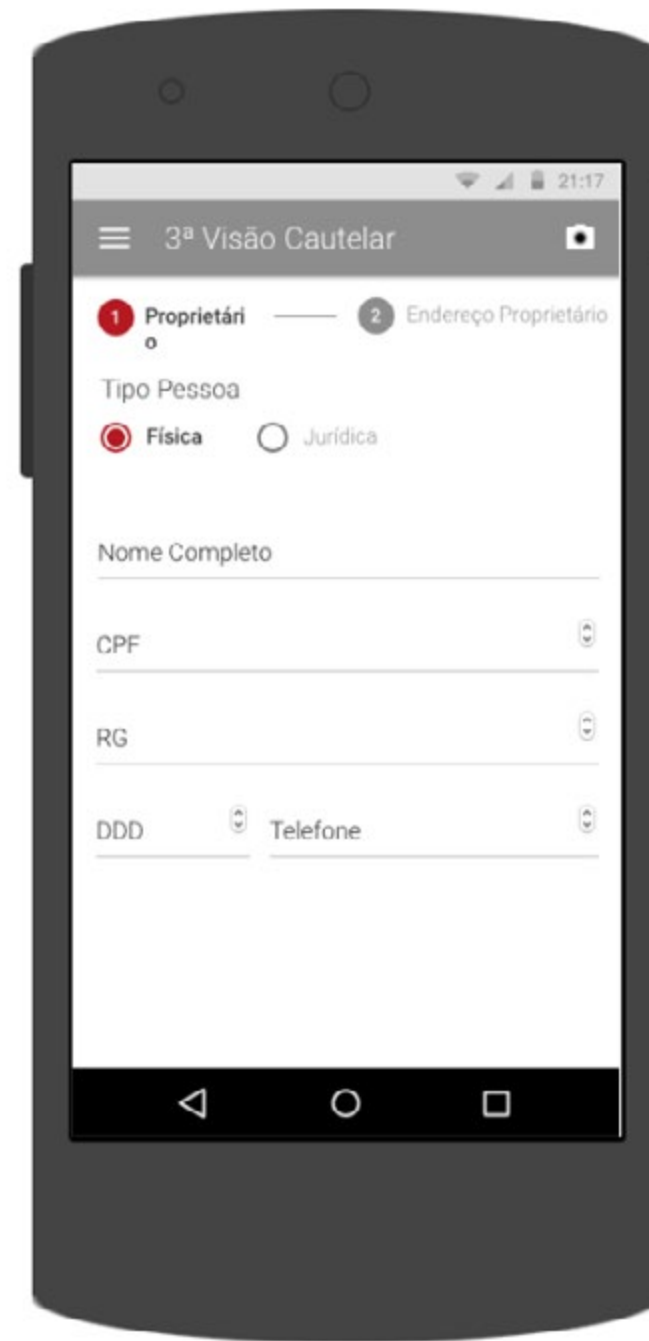 21:17
3ª Visão Cautelar
1 Proprietári 2 Endereço Proprietário
o
Tipo Pessoa
Física Jurídica
Nome Completo
CPF
RG
DDD Telefone